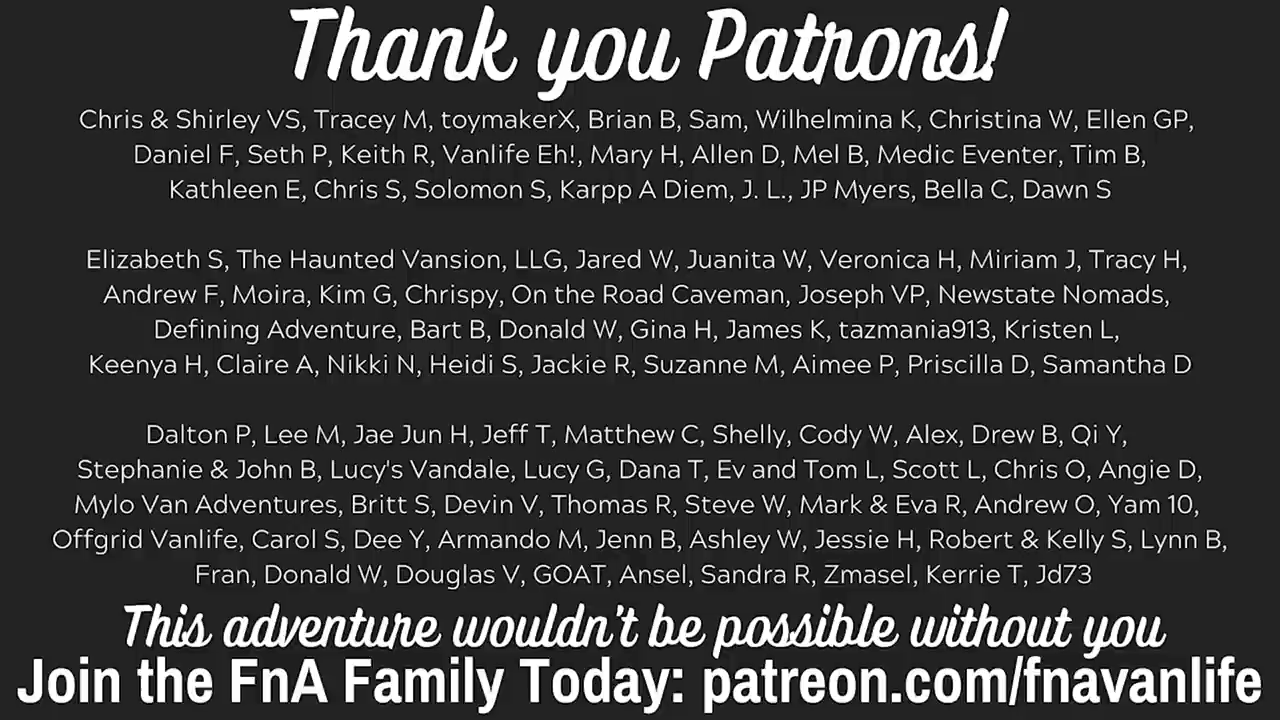 Thank you Patrons!
Chris & Shirley VS, Tracey M, toymakerX, Brian B, Sam, Wilhelmina K, Christina W, Ellen GP,
Daniel F, Seth P, Keith R, Vanlife Eh!, Mary H, Allen D, Mel B, Medic Eventer, Tim B,
Kathleen E, Chris S, Solomon S, Karpp A Diem, J. L., JP Myers, Bella C, Dawn S
Elizabeth S, The Haunted Vansion, LLG, Jared W, Juanita W, Veronica H, Miriam J, Tracy H,
Andrew F, Moira, Kim G, Chrispy, On the Road Caveman, Joseph VP, Newstate Nomads,
Defining Adventure, Bart B, Donald W, Gina H, James K, tazmania913, Kristen L,
Keenya H, Claire A, Nikki N, Heidi S, Jackie R, Suzanne M, Aimee P, Priscilla D, Samantha D
Dalton P, Lee M, Jae Jun H, Jeff T, Matthew C, Shelly, Cody W, Alex, Drew B, Qi Y,
Stephanie & John B, Lucy's Vandale, Lucy G, Dana T, Ev and Tom L, Scott L, Chris O, Angie D,
Mylo Van Adventures, Britt S, Devin V, Thomas R, Steve W, Mark & Eva R, Andrew O, Yam 10,
Offgrid Vanlife, Carol S, Dee Y, Armando M, Jenn B, Ashley W, Jessie H, Robert & Kelly S, Lynn B,
Fran, Donald W, Douglas V, GOAT, Ansel, Sandra R, Zmasel, Kerrie T, Jd73
This adventure wouldn't be possible without you
Join the FnA Family Today: patreon.com/fnavanlife